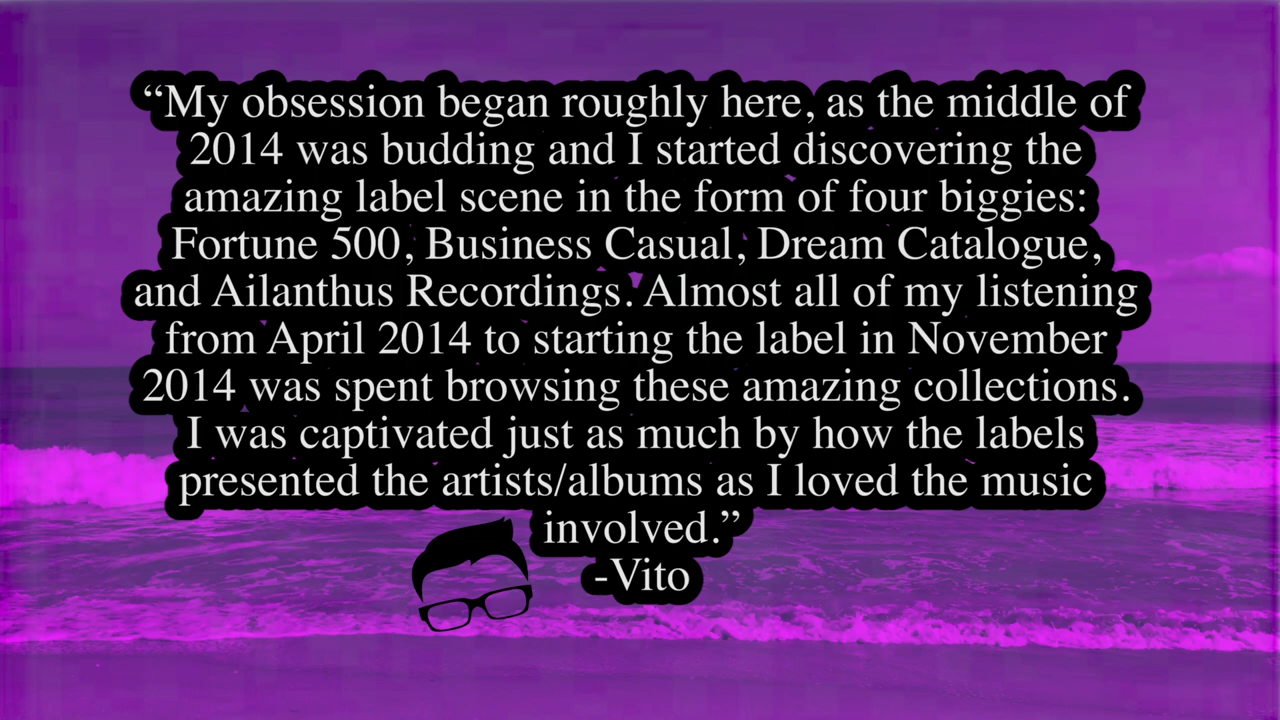 “My obsession began roughly here, as the middle of
2014 was budding and I started discovering the
amazing label scene in the form of four biggies:
Fortune 500, Business Casual, Dream Catalogue,
and Ailanthus Recordings. Almost all of my listening
from April 2014 to starting the label in November
2014 was spent browsing these amazing collections.
I was captivated just as much by how the labels
presented the artists/albums as I loved the music
involved.”
-Vito